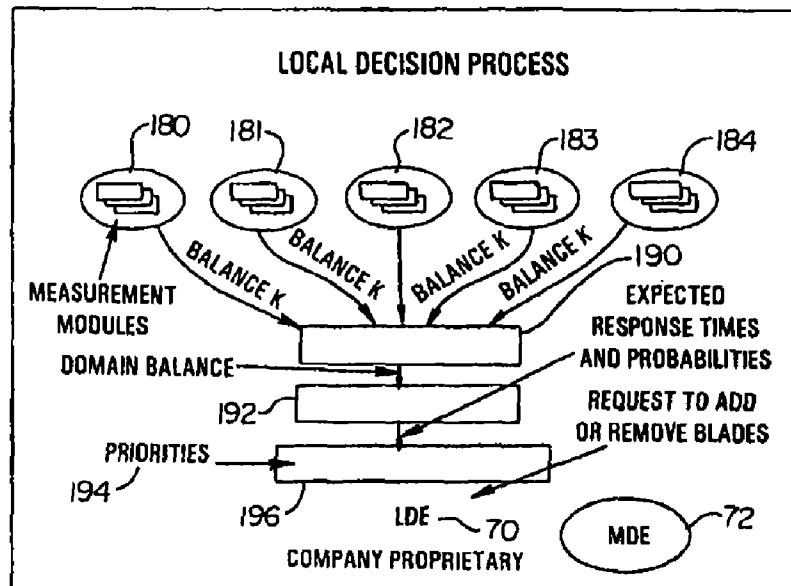 LOCAL DECISION PROCESS
180
181
182
183
184
BALANCE K
BALANCE K
BALANCE K
BALANCE K
190
MEASUREMENT
MODULES
EXPECTED
RESPONSE TIMES
AND PROBABILITIES
DOMAIN BALANCE
192
REQUEST TO ADD
OR REMOVE BLADES
PRIORITIES
194
196
LDE
70
MDE
72
COMPANY PROPRIETARY